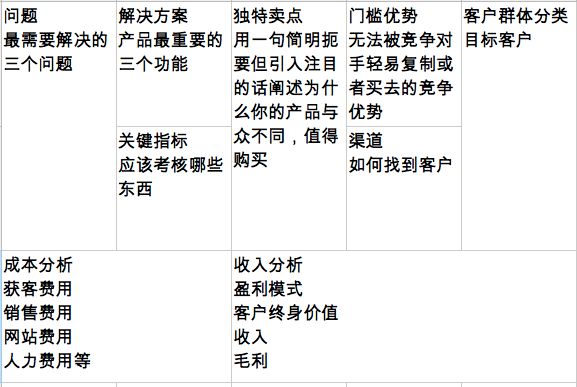 问题
最需要解决的
三个问题
解决方案
产品最重要的
三个功能
关键指标
应该考核哪些
东西
独特卖点
用一句简明扼
要但引入注目
的话阐述为什
么你的产品与
众不同，值得
购买
门槛优势
无法被竞争对
手轻易复制或
者买去的竞争
优势
渠道
如何找到客户
客户群体分类
目标客户
成本分析
获客费用
销售费用
网站费用
人力费用等
收入分析
盈利模式
客户终身价值
收入
毛利